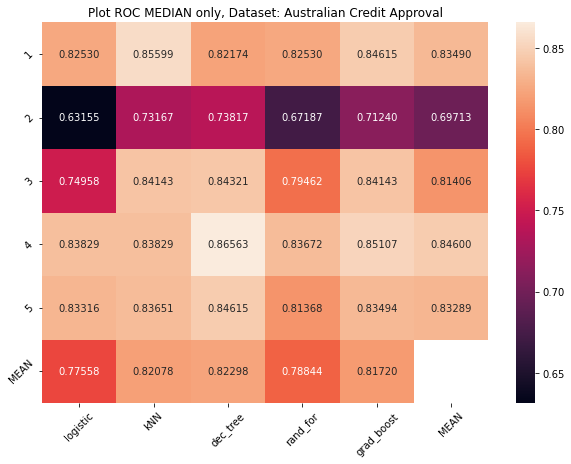 Plot ROC MEDIAN only, Dataset: Australian Credit Approval
1 0.82530 0.85599 0.82174 0.82530 0.84615 0.83490
2 0.63155 0.73167 0.73817 0.67187 0.71240 0.69713
3 0.74958 0.84143 0.84321 0.79462 0.84143 0.81406
4 0.83829 0.83829 0.86563 0.83672 0.85107 0.84600
5 0.83316 0.83651 0.84615 0.81368 0.83494 0.83289
MEAN 0.77558 0.82078 0.82298 0.78844 0.81720
logistic kNN dec_tree rand_for grad_boost MEAN
0.85
0.80
0.75
0.70
0.65